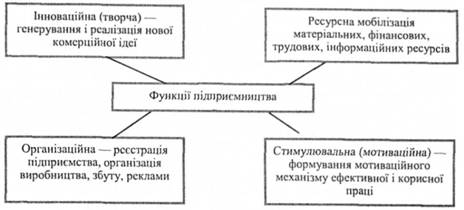 Інноваційна (творча) —
генерування і реалізація нової
комерційної ідеї
Ресурсна мобілізація
матеріальних, фінансових,
трудових, інформаційних ресурсів
Функції підприємництва
Організаційна — реєстрація
підприємства, організація
виробництва, збуту, реклами
Стимулювальна (мотиваційна) —
формування мотиваційного
механізму ефективної і корисної
праці